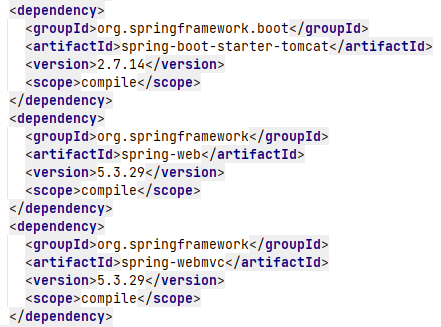 <dependency>
<groupId>org.springframework.boot</groupId>
<artifactId>spring-boot-starter-tomcat</artifactId>
<version>2.7.14</version>
<scope>compile</scope>
</dependency>
<dependency>
<groupId>org.springframework</groupId>
<artifactId>spring-web</artifactId>
<version>5.3.29</version>
<scope>compile</scope>
</dependency>
<dependency>
<groupId>org.springframework</groupId>
<artifactId>spring-webmvc</artifactId>
<version>5.3.29</version>
<scope>compile</scope>
</dependency>